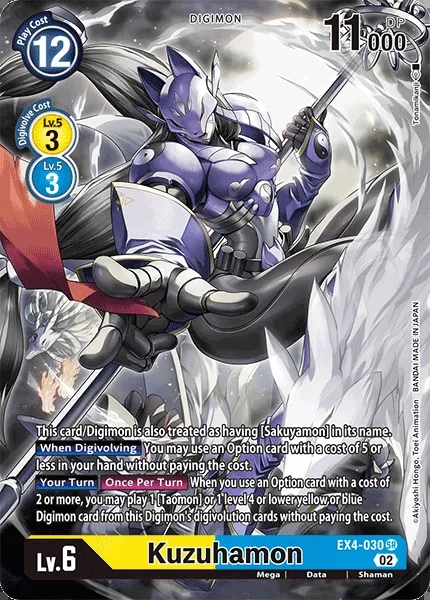 DIGIMON
Play Cost
12
11000
DP
Digivolve Cost
Lv.5
3
Lv.5
3
Tonamikanji
This card/Digimon is also treated as having [Sakuyamon] in its name.
When Digivolving You may use an Option card with a cost of 5 or
less in your hand without paying the cost.
Your Turn Once Per Turn When you use an Option card with a cost of
2 or more, you may play 1 [Taomon] or 1 level 4 or lower yellow or blue
Digimon card from this Digimon's digivolution cards without paying the cost.
©Akiyoshi Hongo, Toei Animation BANDAI MADE IN JAPAN
Lv.6
Kuzuhamon
EX4-030 SR
02
Mega | Data | Shaman